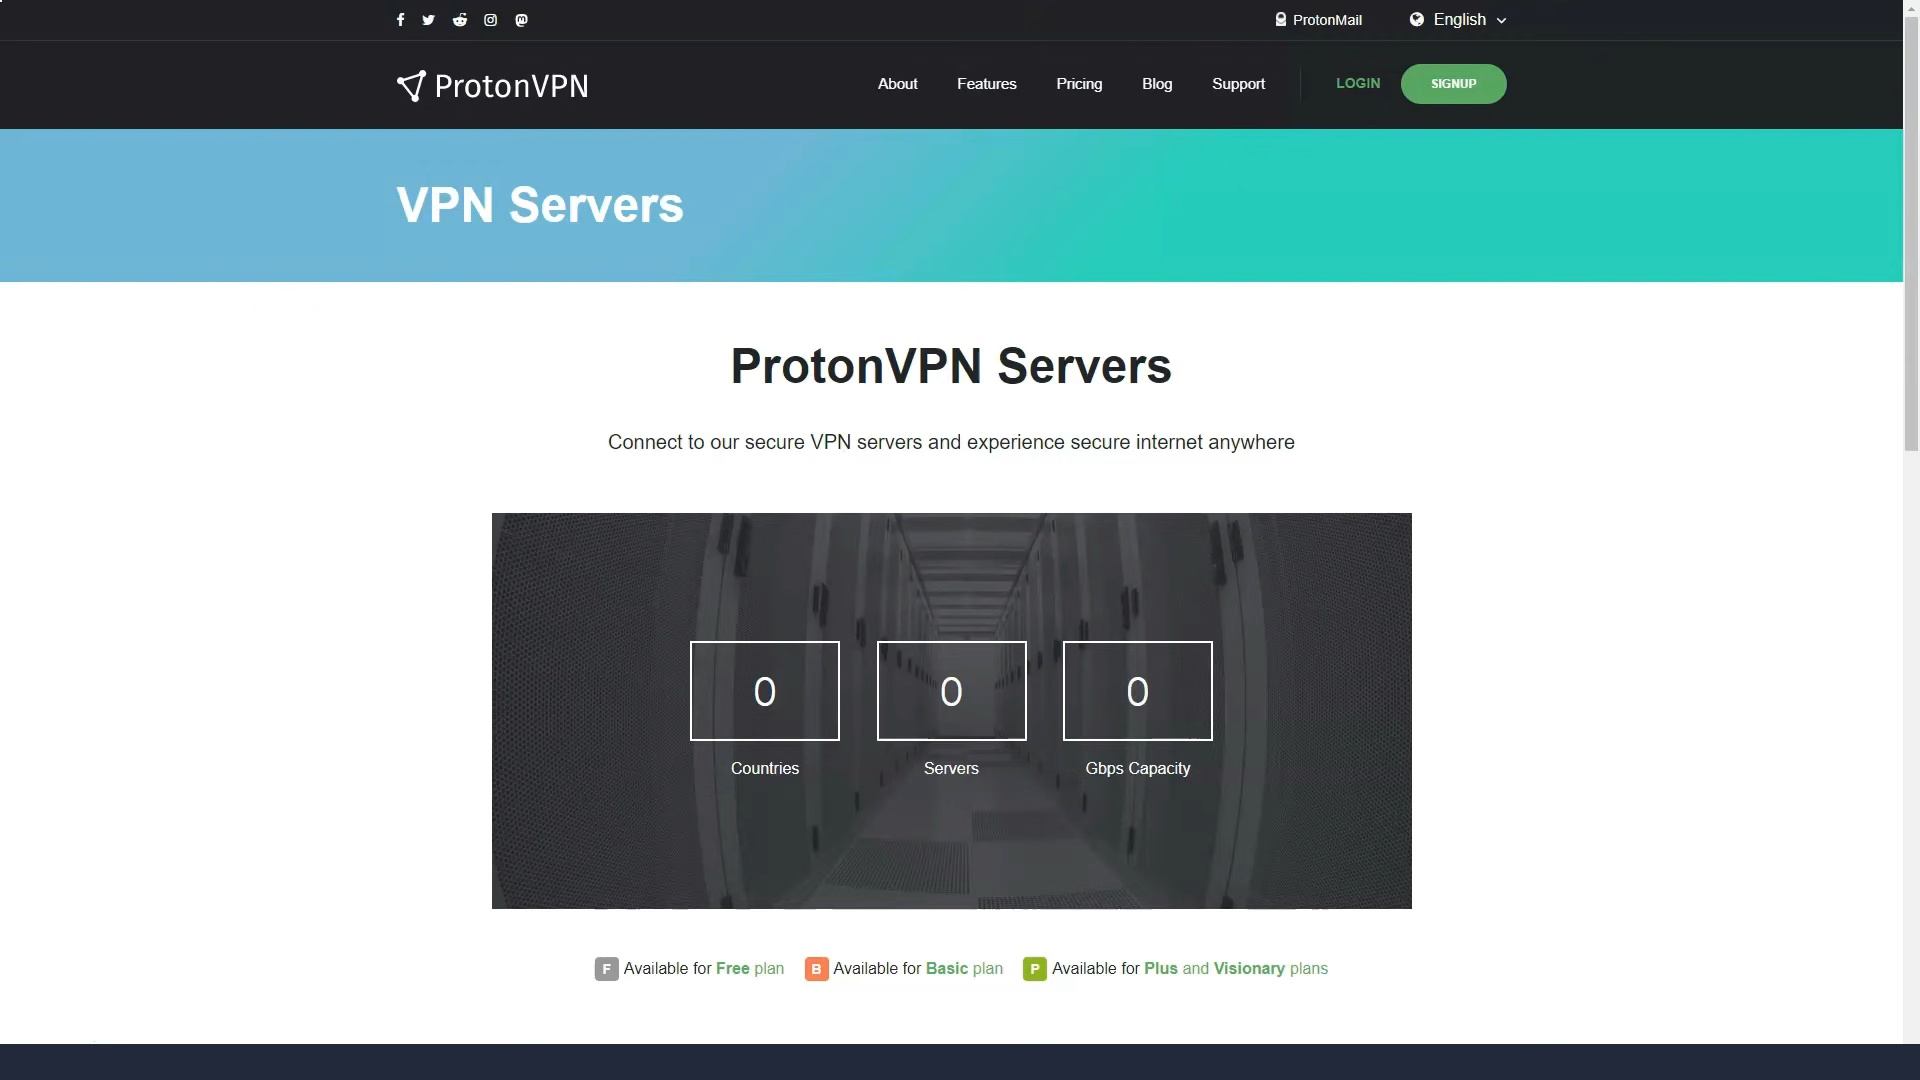 ProtonMail English
ProtonVPN About Features Pricing Blog Support LOGIN SIGNUP
VPN Servers
ProtonVPN Servers
Connect to our secure VPN servers and experience secure internet anywhere
0 0 0
Countries Servers Gbps Capacity
F Available for Free plan B Available for Basic plan P Available for Plus and Visionary plans